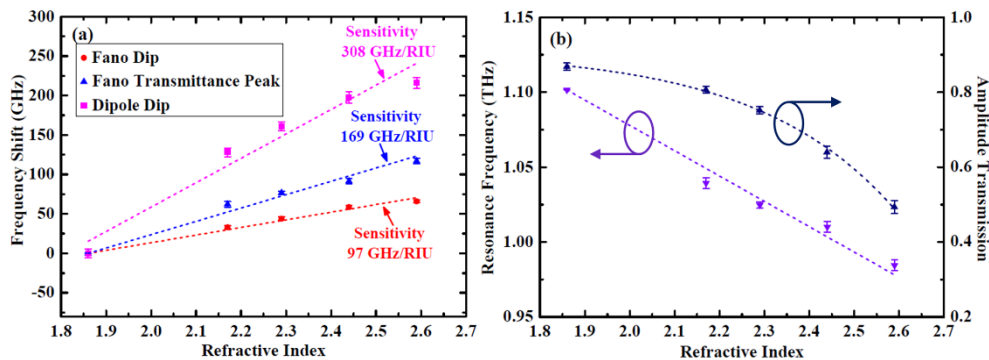 (a)
Fano Dip
Fano Transmittance Peak
Dipole Dip
Sensitivity
308 GHz/RIU
Sensitivity
169 GHz/RIU
Sensitivity
97 GHz/RIU
Frequency Shift (GHz)
300
250
200
150
100
50
0
-50
1.8 1.9 2.0 2.1 2.2 2.3 2.4 2.5 2.6 2.7
Refractive Index
(b)
Resonance Frequency (THz)
1.15
1.10
1.05
1.00
0.95
1.8 1.9 2.0 2.1 2.2 2.3 2.4 2.5 2.6 2.7
Refractive Index
1.0
0.8
0.6
0.4
0.2
Amplitude Transmission